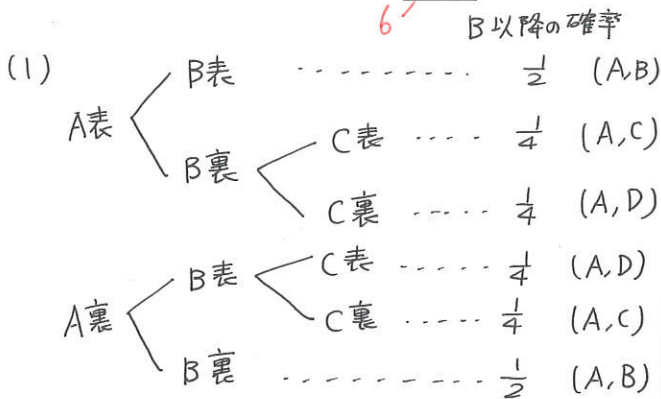 6
B以降の確率
(1)
A表 B表 ········· 1/2 (A,B)
B裏 C表 ···· 1/4 (A,C)
C裏 ····· 1/4 (A,D)
A裏 B表 C表 ····· 1/4 (A,D)
C裏 ····· 1/4 (A,C)
B裏 ········· 1/2 (A,B)